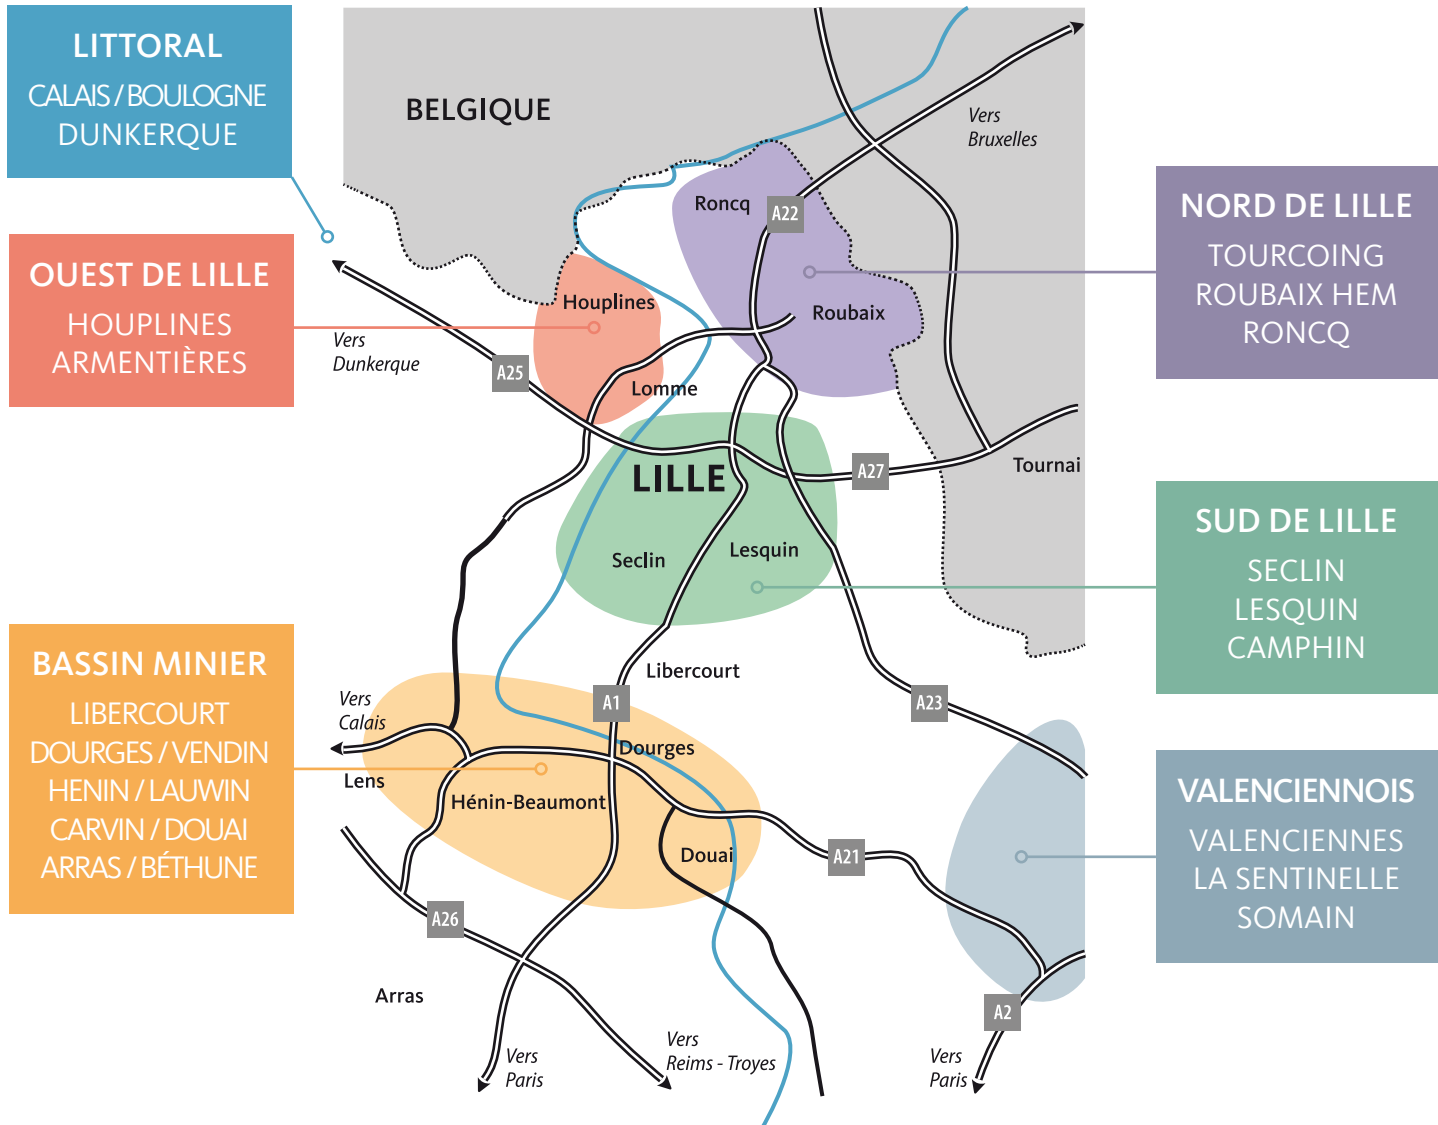 LITTORAL
CALAIS / BOULOGNE
DUNKERQUE
OUEST DE LILLE
HOUPLINES
ARMENTIÈRES
BASSIN MINIER
LIBERCOURT
DOURGES / VENDIN
HENIN / LAUWIN
CARVIN / DOUAI
ARRAS / BÉTHUNE
BELGIQUE
Vers
Bruxelles
Roncq
A22
Houplines
Roubaix
Vers
Dunkerque
A25
Lomme
LILLE
A27
Tournai
Seclin
Lesquin
Libercourt
Vers
Calais
A1
A23
Dourges
Lens
Hénin-Beaumont
Douai
A21
A26
Arras
A2
Vers
Paris
Vers
Reims - Troyes
Vers
Paris
NORD DE LILLE
TOURCOING
ROUBAIX HEM
RONCQ
SUD DE LILLE
SECLIN
LESQUIN
CAMPHIN
VALENCIENNOIS
VALENCIENNES
LA SENTINELLE
SOMAIN